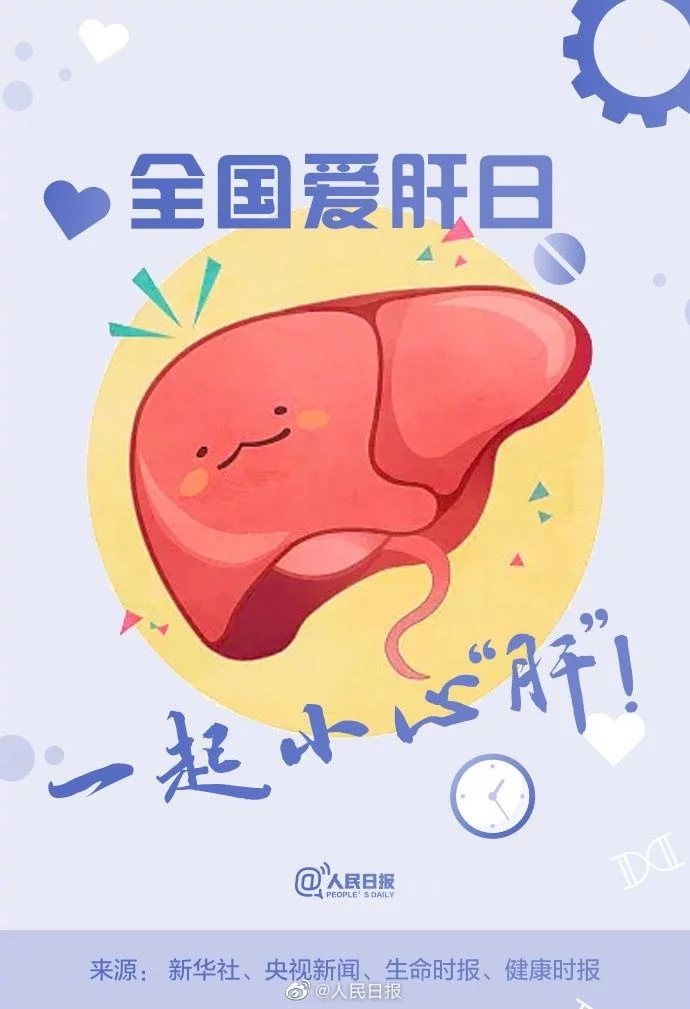 全国爱肝日
一起小心“肝”！
@人民日报
PEOPLE'S DAILY
来源：新华社、央视新闻、生命时报、健康时报
@人民日报